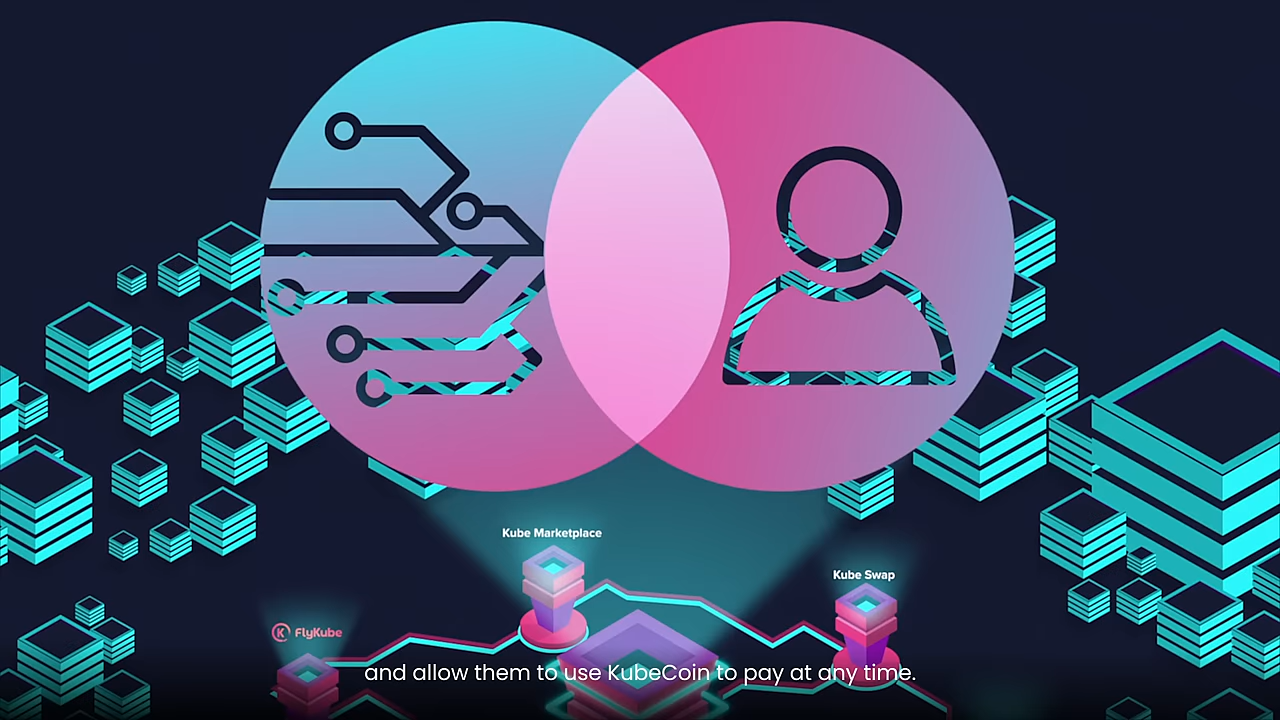 Kube Marketplace
Kube Swap
FlyKube
and allow them to use KubeCoin to pay at any time.